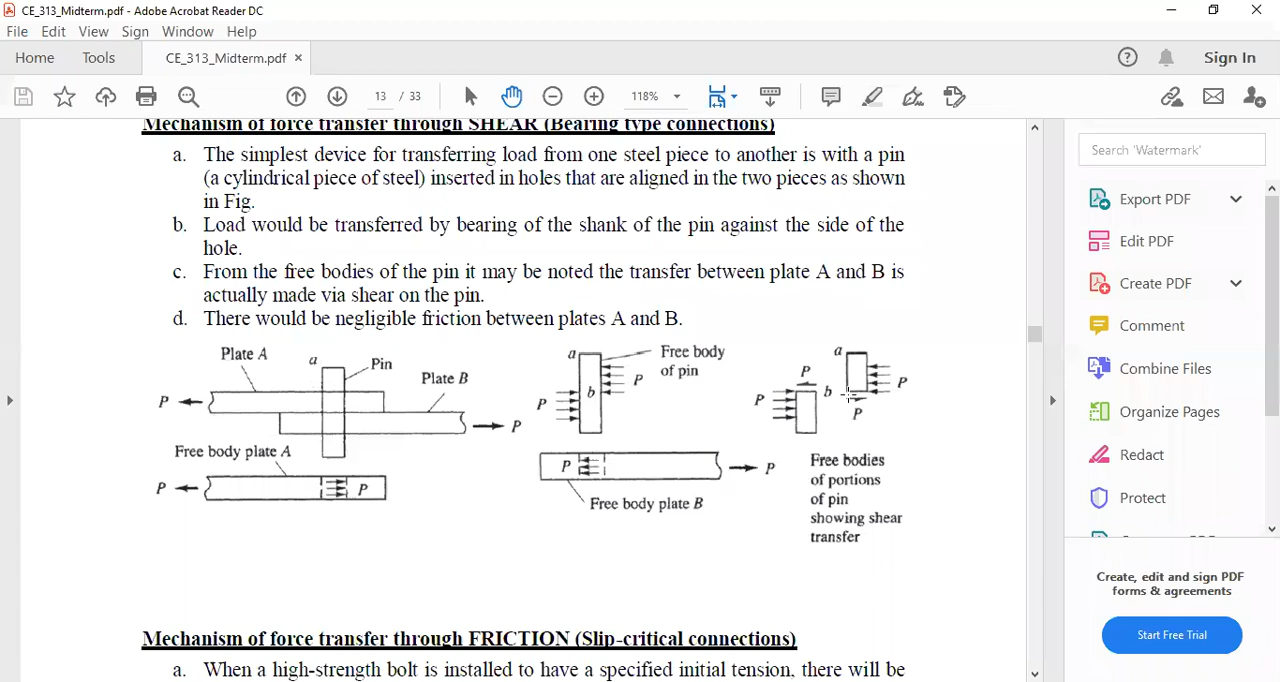 CE_313_Midterm.pdf - Adobe Acrobat Reader DC
File Edit View Sign Window Help
Home Tools CE_313_Midterm.pdf × Sign In
13 / 33 118%
Mechanism of force transfer through SHEAR (Bearing type connections)
a. The simplest device for transferring load from one steel piece to another is with a pin
(a cylindrical piece of steel) inserted in holes that are aligned in the two pieces as shown
in Fig.
b. Load would be transferred by bearing of the shank of the pin against the side of the
hole.
c. From the free bodies of the pin it may be noted the transfer between plate A and B is
actually made via shear on the pin.
d. There would be negligible friction between plates A and B.
Plate A
a
Pin
Plate B
P
P
Free body plate A
P
P
a
Free body
of pin
b
P
P
P
P
Free body plate B
a
P
P
b
P
P
Free bodies
of portions
of pin
showing shear
transfer
Mechanism of force transfer through FRICTION (Slip-critical connections)
a. When a high-strength bolt is installed to have a specified initial tension, there will be
Search 'Watermark'
Export PDF
Edit PDF
Create PDF
Comment
Combine Files
Organize Pages
Redact
Protect
Create, edit and sign PDF
forms & agreements
Start Free Trial